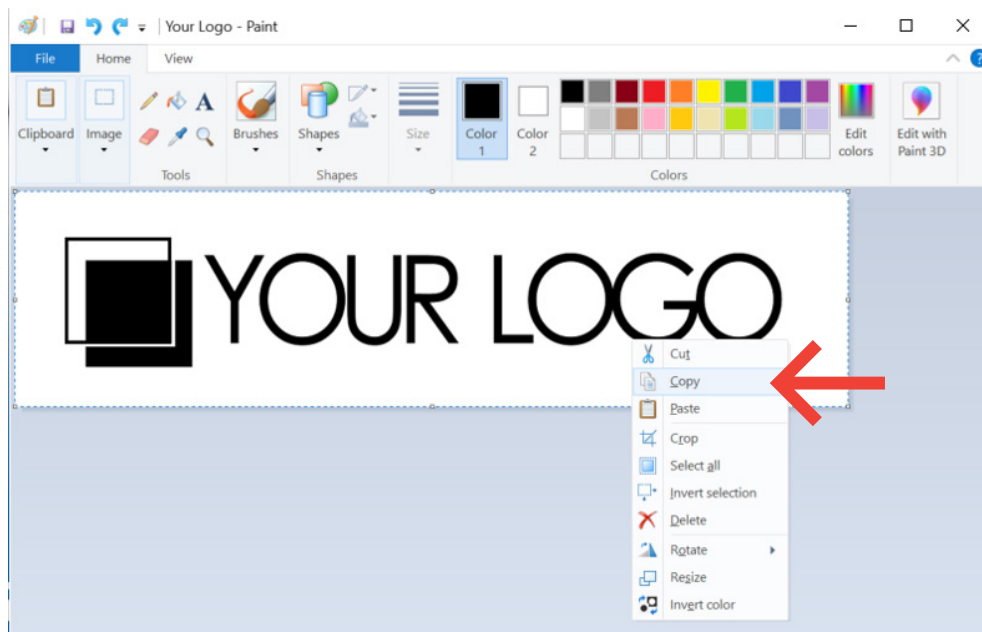 Your Logo - Paint
File Home View
Clipboard Image A Brushes Shapes Size Color 1 Color 2 Edit colors Edit with Paint 3D
Tools Shapes Colors
YOUR LOGO
Cut
Copy
Paste
Crop
Select all
Invert selection
Delete
Rotate
Resize
Invert color